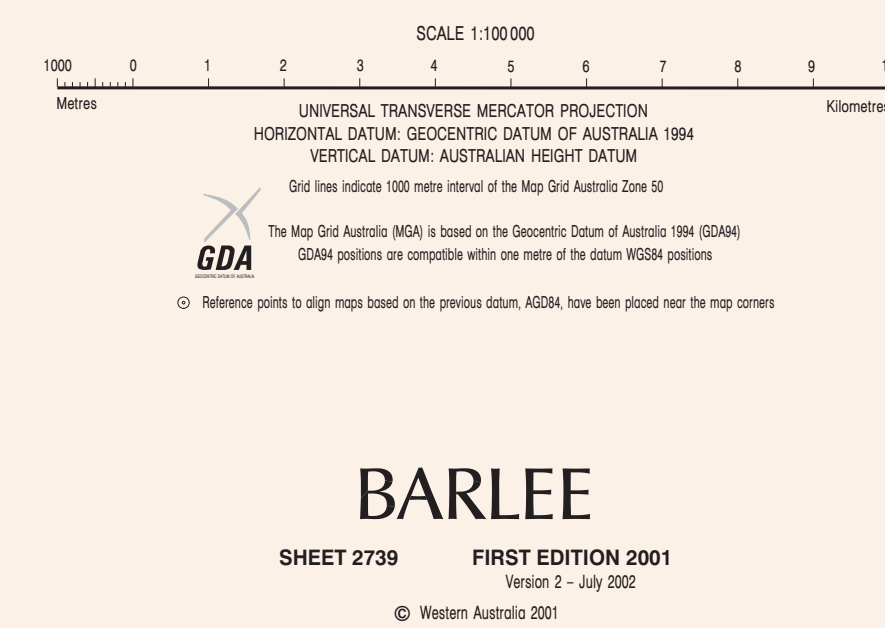 SCALE 1:100 000
1000 0 1 2 3 4 5 6 7 8 9 1
Metres Kilometres
UNIVERSAL TRANSVERSE MERCATOR PROJECTION
HORIZONTAL DATUM: GEOCENTRIC DATUM OF AUSTRALIA 1994
VERTICAL DATUM: AUSTRALIAN HEIGHT DATUM
Grid lines indicate 1000 metre interval of the Map Grid Australia Zone 50
The Map Grid Australia (MGA) is based on the Geocentric Datum of Australia 1994 (GDA94)
GDA94 positions are compatible within one metre of the datum WGS84 positions
GDA
GEOCENTRIC DATUM OF AUSTRALIA
Reference points to align maps based on the previous datum, AGD84, have been placed near the map corners
BARLEE
SHEET 2739 FIRST EDITION 2001
Version 2 – July 2002
© Western Australia 2001